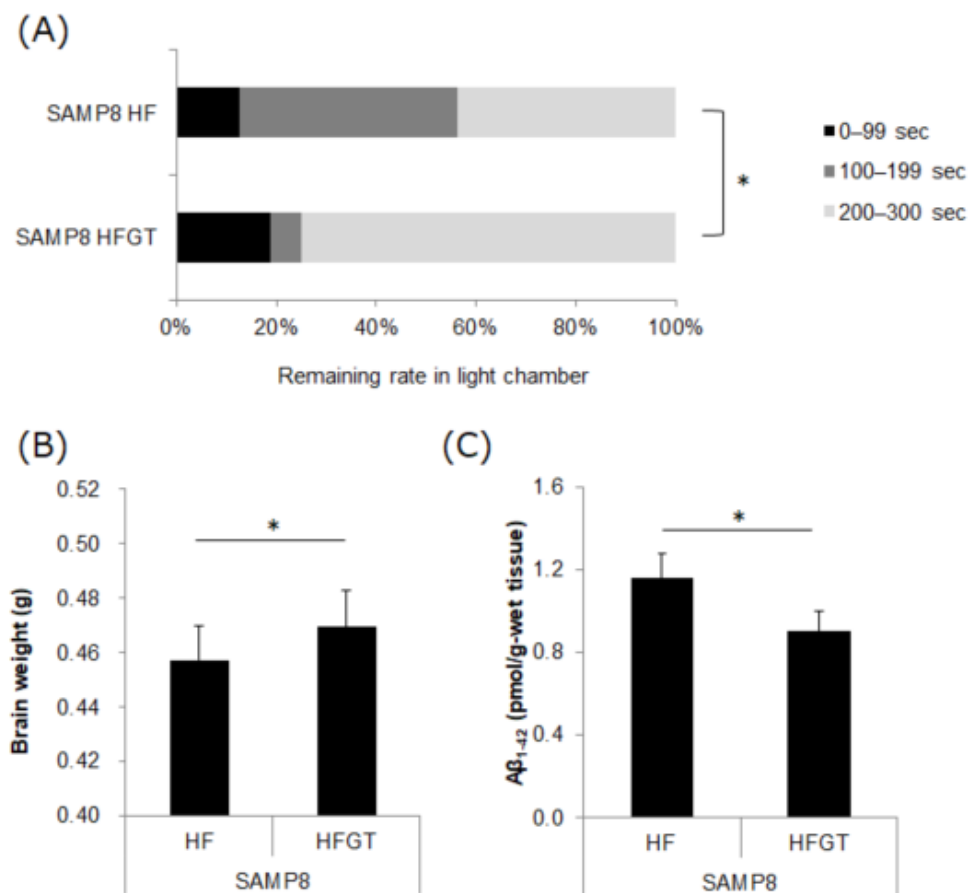 (A)
SAMP8 HF
SAMP8 HFGT
*
0–99 sec
100–199 sec
200–300 sec
0% 20% 40% 60% 80% 100%
Remaining rate in light chamber
(B)
0.52
0.50
0.48
0.46
0.44
0.42
0.40
Brain weight (g)
*
HF HFGT
SAMP8
(C)
1.6
1.2
0.8
0.4
0.0
Aβ1-42 (pmol/g-wet tissue)
*
HF HFGT
SAMP8